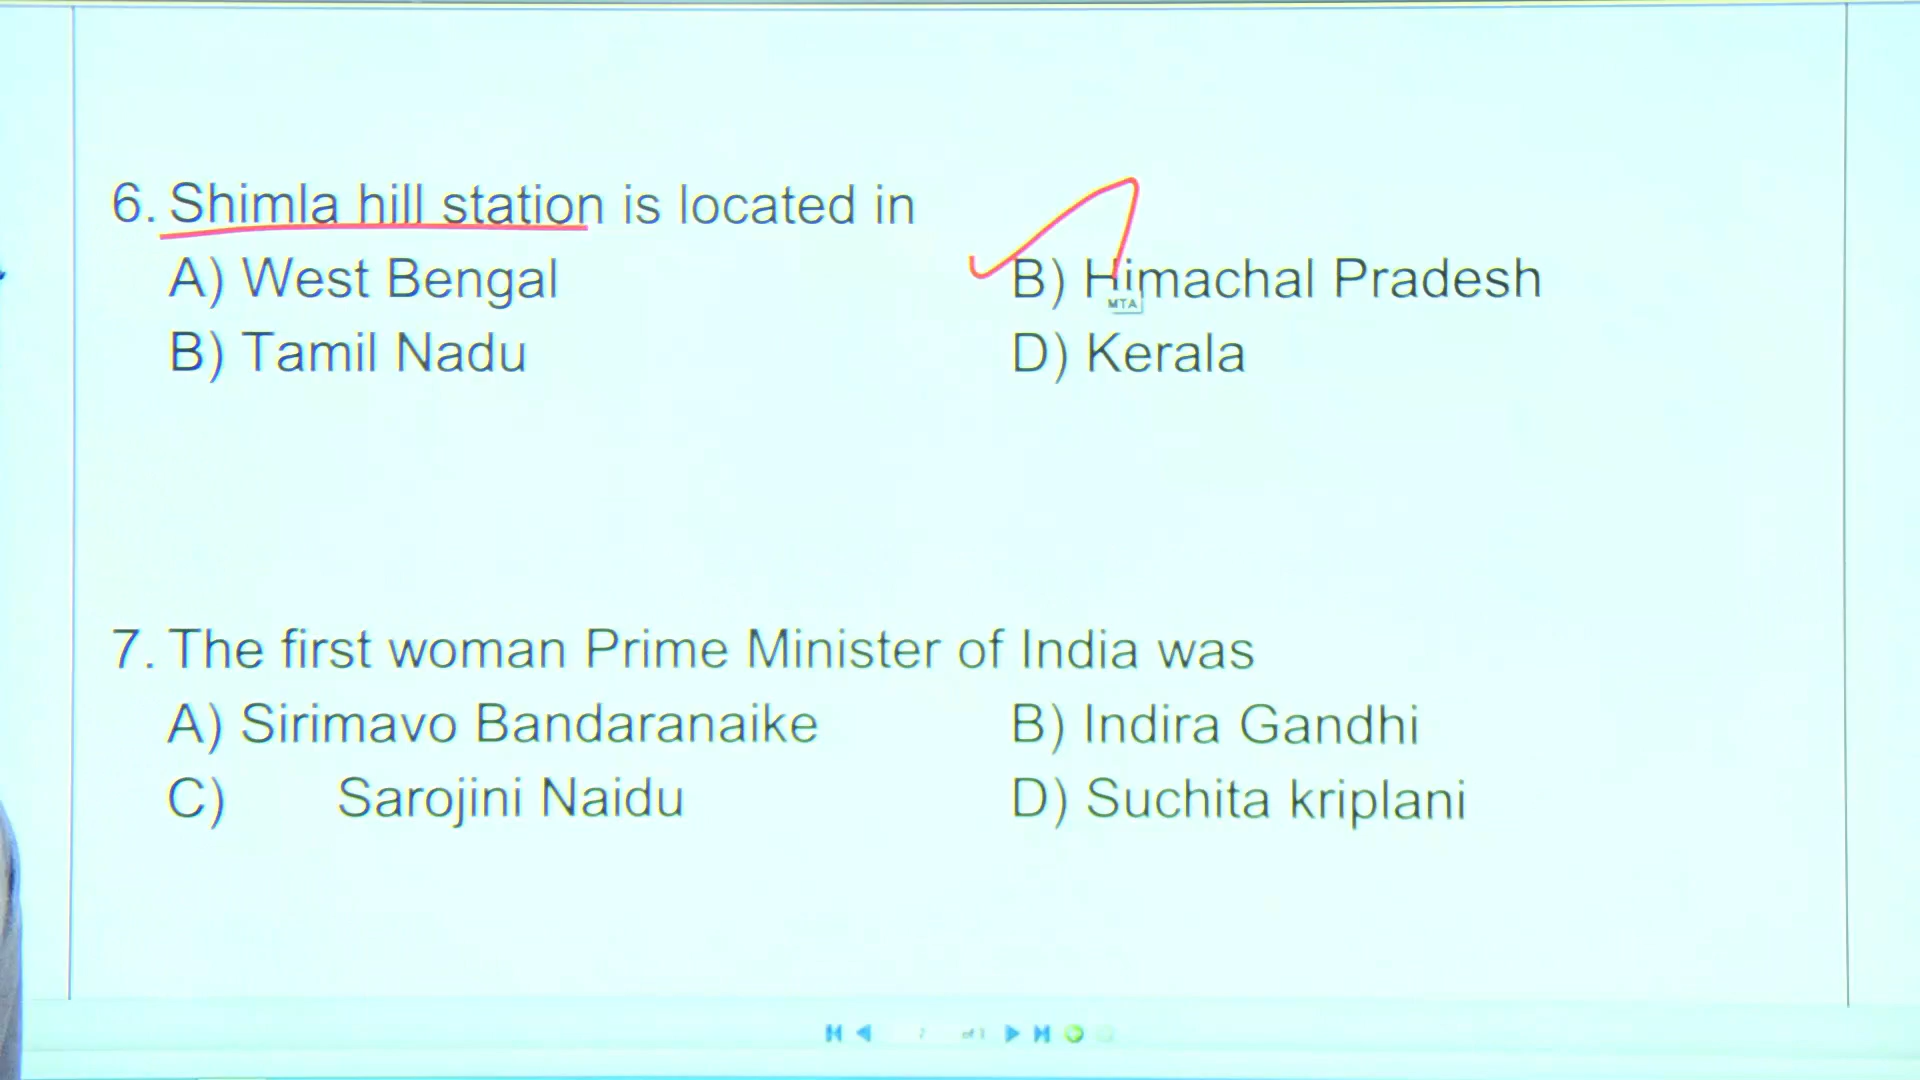 6. Shimla hill station is located in
A) West Bengal B) Himachal Pradesh
MTA
B) Tamil Nadu D) Kerala
7. The first woman Prime Minister of India was
A) Sirimavo Bandaranaike B) Indira Gandhi
C) Sarojini Naidu D) Suchita kriplani